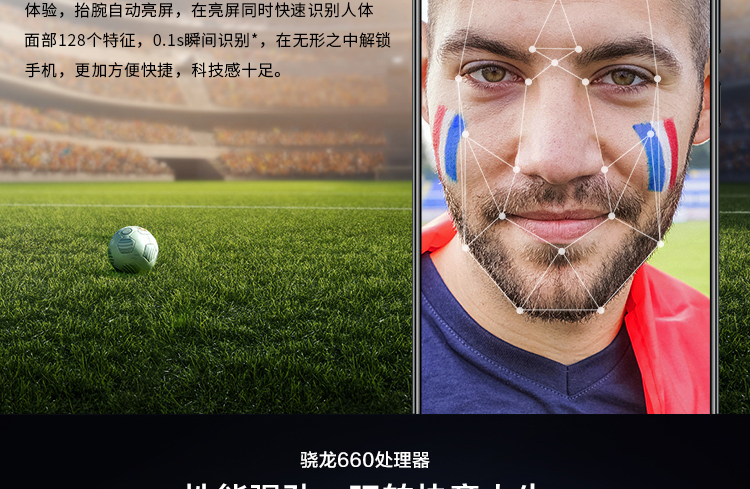 体验，抬腕自动亮屏，在亮屏同时快速识别人体
面部128个特征，0.1s瞬间识别*，在无形之中解锁
手机，更加方便快捷，科技感十足。
骁龙660处理器